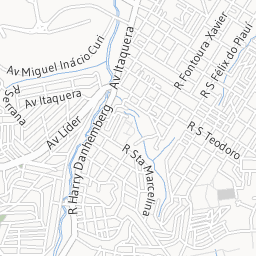 Av Miguel Inácio Curi
Av Itaquera
R Fontoura Xavier
R S Félix do Piauí
R Serrana
Av Itaquera
Av Líder
R Harry Danhemberg
R Sta Marcelina
R S Teodoro